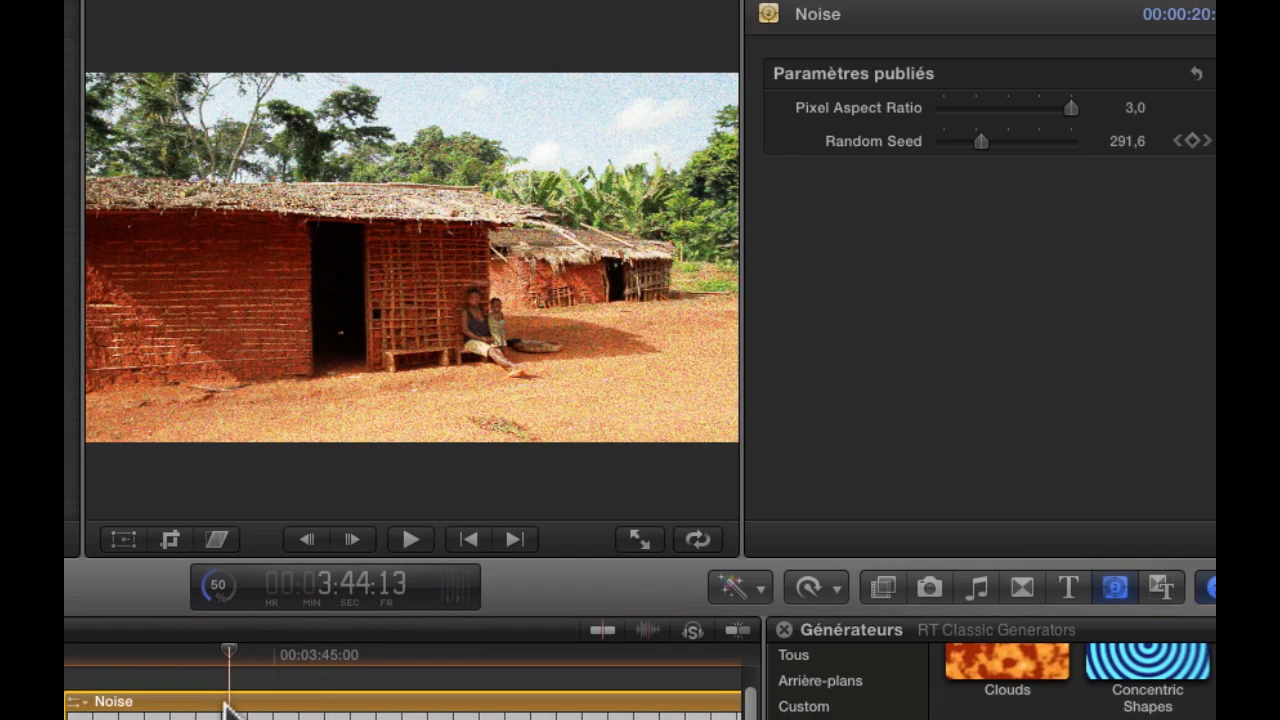 Noise 00:00:20:
Paramètres publiés
Pixel Aspect Ratio 3,0
Random Seed 291,6
50 % 00:03:44:13
HR MIN SEC FR
Générateurs RT Classic Generators
00:03:45:00
Tous
Arrière-plans
Custom
Clouds
Concentric
Shapes
Noise